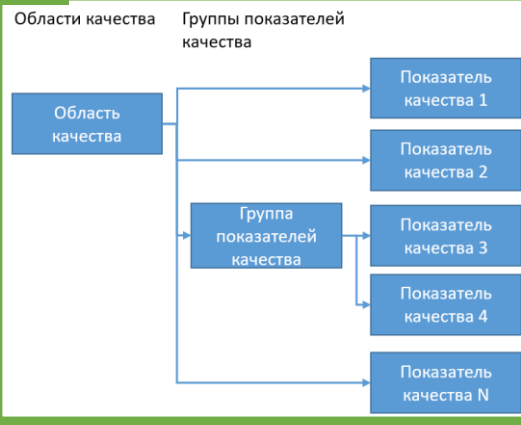 Области качества
Группы показателей
качества
Область
качества
Группа
показателей
качества
Показатель
качества 1
Показатель
качества 2
Показатель
качества 3
Показатель
качества 4
Показатель
качества N